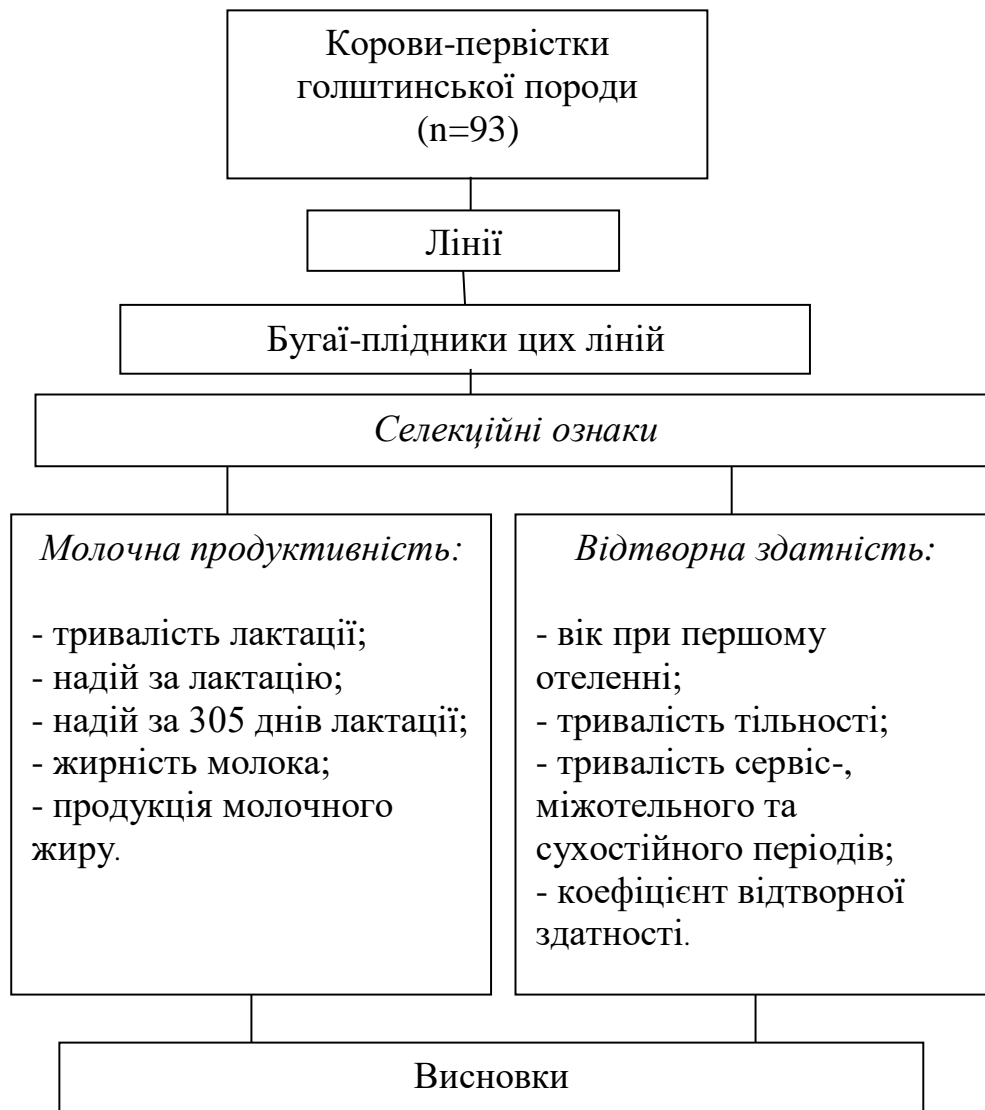 Корови-первістки
голштинської породи
(n=93)
Лінії
Бугаї-плідники цих ліній
Селекційні ознаки
Молочна продуктивність:
- тривалість лактації;
- надій за лактацію;
- надій за 305 днів лактації;
- жирність молока;
- продукція молочного
жиру.
Відтворна здатність:
- вік при першому
отеленні;
- тривалість тільності;
- тривалість сервіс-,
міжотельного та
сухостійного періодів;
- коефіцієнт відтворної
здатності.
Висновки